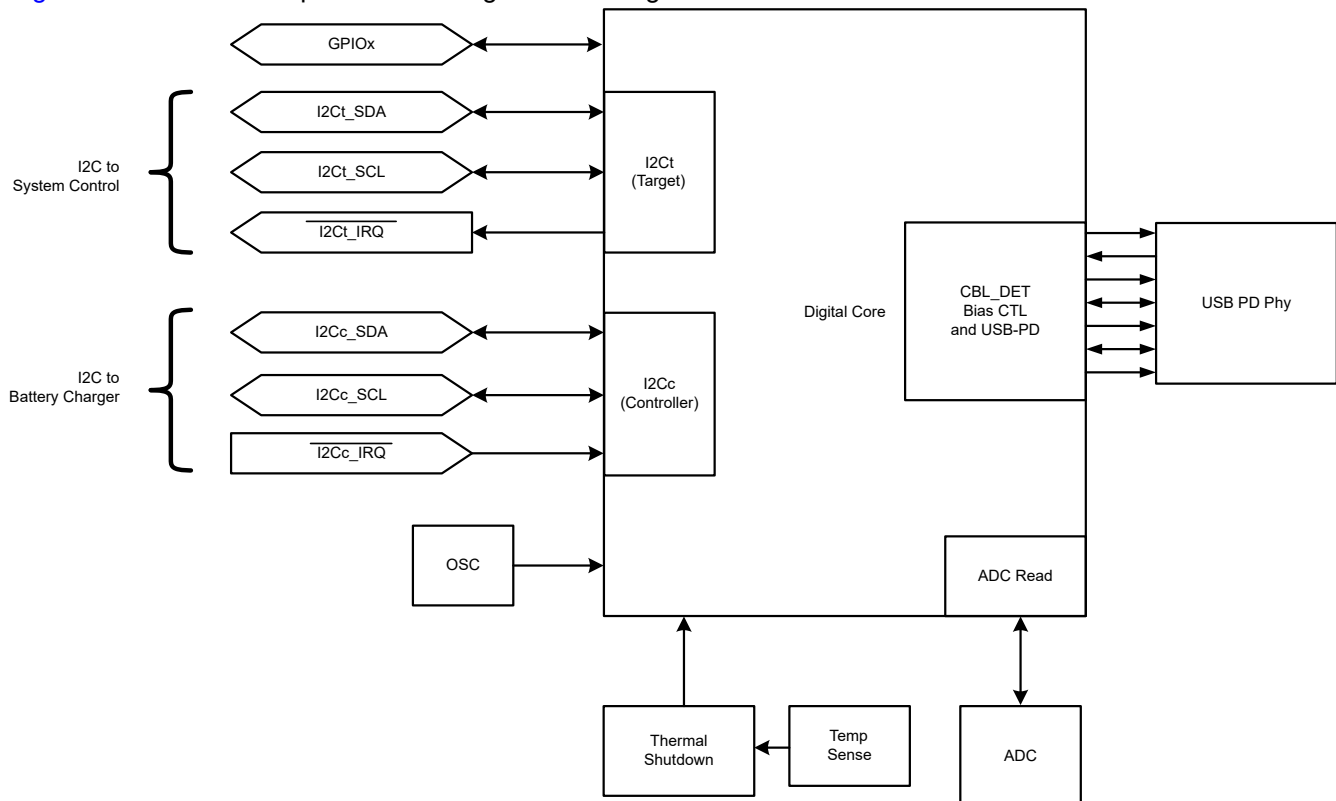 GPIOx
I2Ct_SDA
I2C to
System Control
I2Ct_SCL
I2Ct_IRQ
I2Ct
(Target)
I2Cc_SDA
I2C to
Battery Charger
I2Cc_SCL
I2Cc_IRQ
I2Cc
(Controller)
Digital Core
CBL_DET
Bias CTL
and USB-PD
USB PD Phy
OSC
ADC Read
Thermal
Shutdown
Temp
Sense
ADC